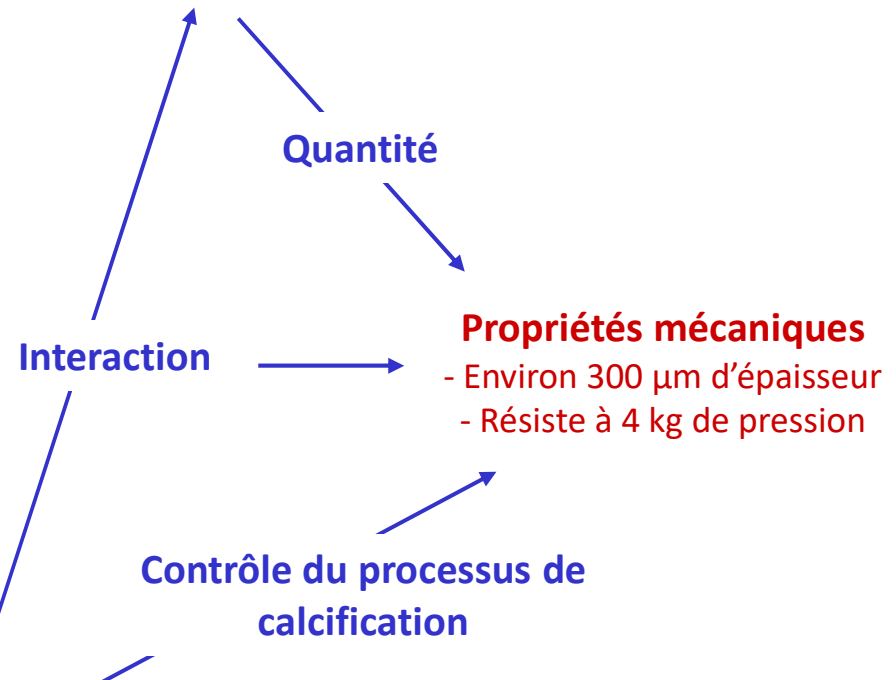 Quantité
Interaction
Propriétés mécaniques
- Environ 300 µm d’épaisseur
- Résiste à 4 kg de pression
Contrôle du processus de
calcification